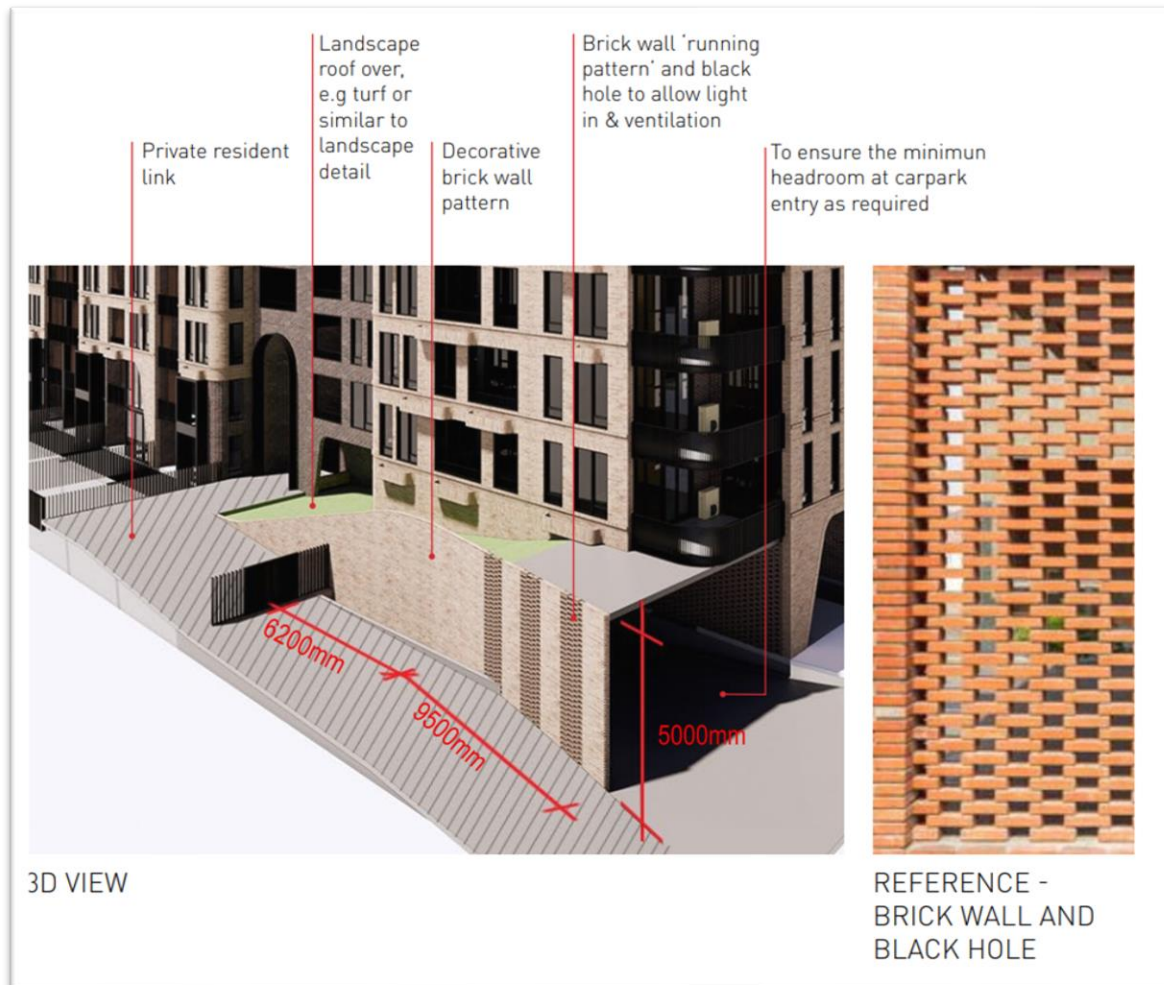 Landscape
roof over,
e.g turf or
similar to
landscape
detail
Brick wall ‘running
pattern’ and black
hole to allow light
in & ventilation
Private resident
link
Decorative
brick wall
pattern
To ensure the minimun
headroom at carpark
entry as required
6200mm
9500mm
5000mm
3D VIEW
REFERENCE -
BRICK WALL AND
BLACK HOLE